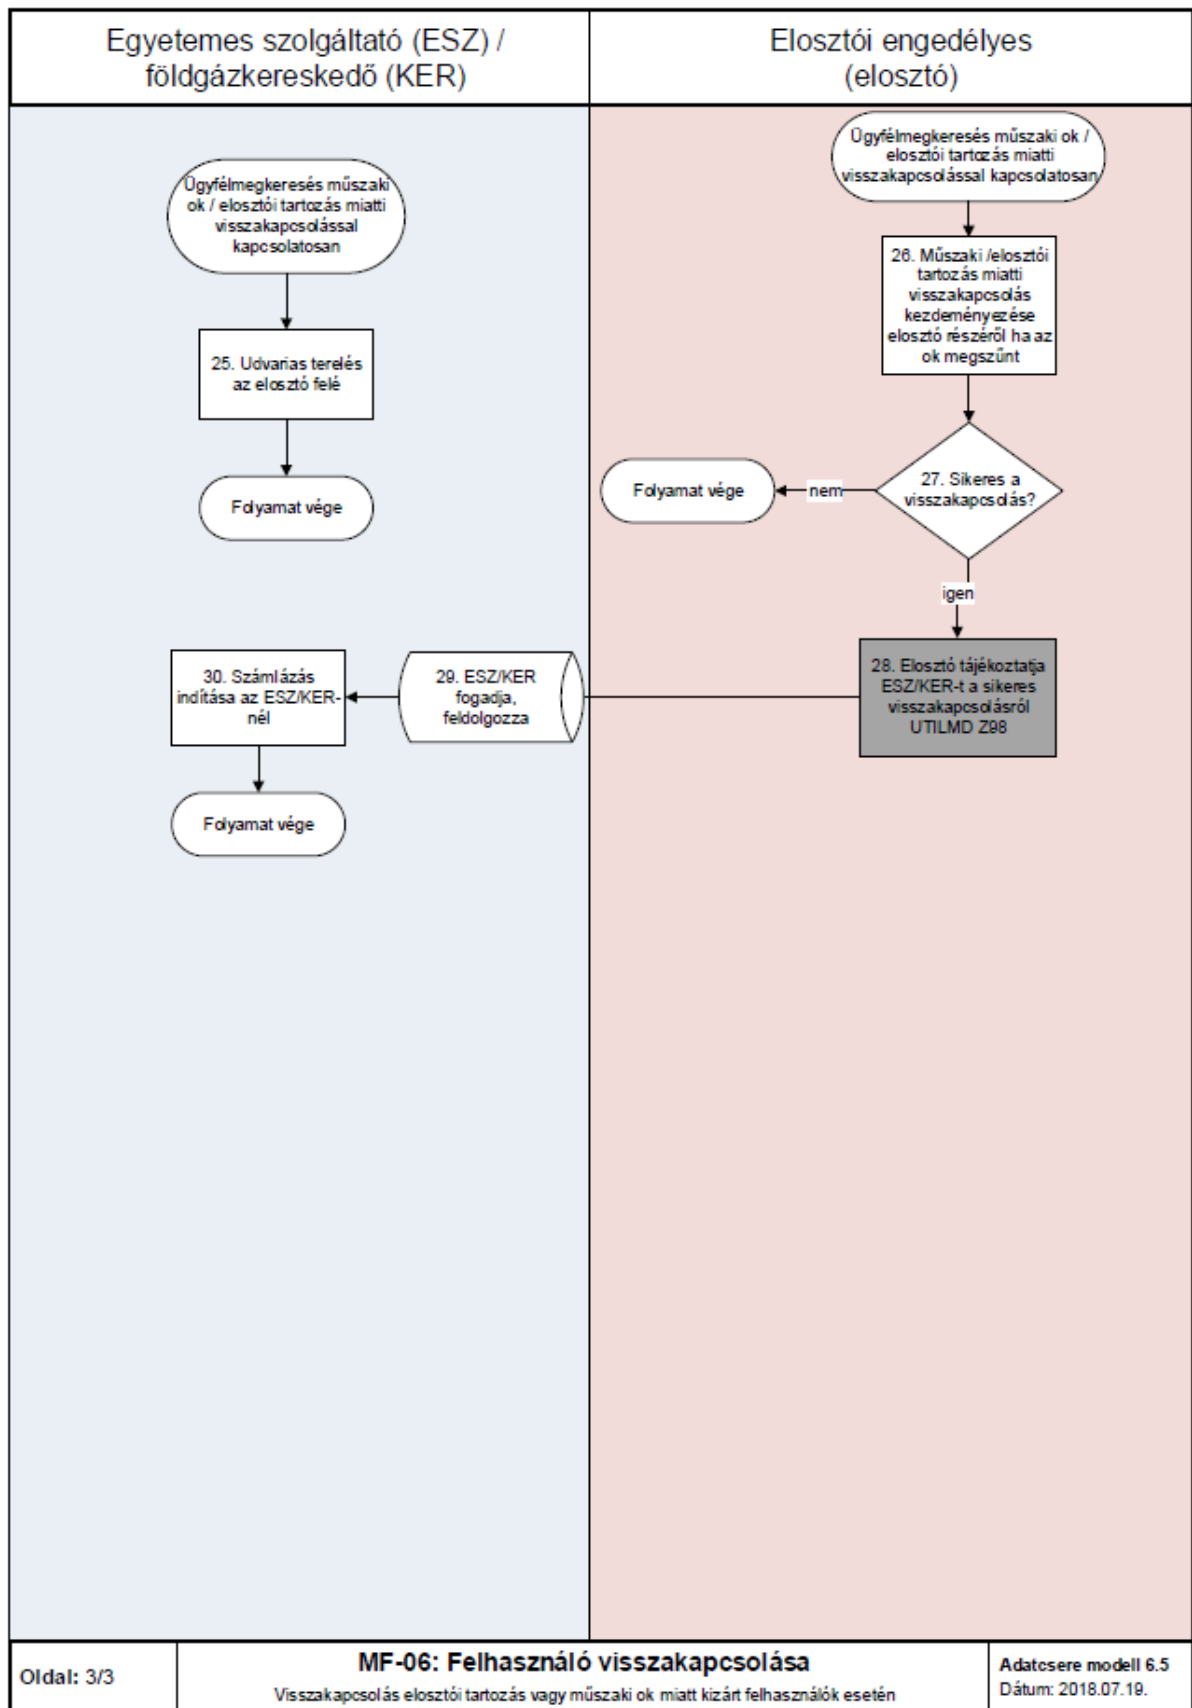 Egyetemes szolgáltató (ESZ) /
földgázkereskedő (KER)
Elosztói engedélyes
(elosztó)
Ügyfélmegkeresés műszaki
ok / elosztói tartozás miatti
visszakapcsolással
kapcsolatosan
25. Udvarias terelés
az elosztó felé
Folyamat vége
Ügyfélmegkeresés műszaki ok /
elosztói tartozás miatti
visszakapcsolással kapcsolatosan
26. Műszaki /elosztói
tartozás miatti
visszakapcsolás
kezdeményezése
elosztó részéről ha az
ok megszűnt
27. Sikeres a
visszakapcsolás?
nem
Folyamat vége
igen
28. Elosztó tájékoztatja
ESZ/KER-t a sikeres
visszakapcsolásról
UTILMD Z98
29. ESZ/KER
fogadja,
feldolgozza
30. Számlázás
indítása az ESZ/KER-
nél
Folyamat vége
Oldal: 3/3
MF-06: Felhasználó visszakapcsolása
Visszakapcsolás elosztói tartozás vagy műszaki ok miatt kizárt felhasználók esetén
Adatcsere modell 6.5
Dátum: 2018.07.19.